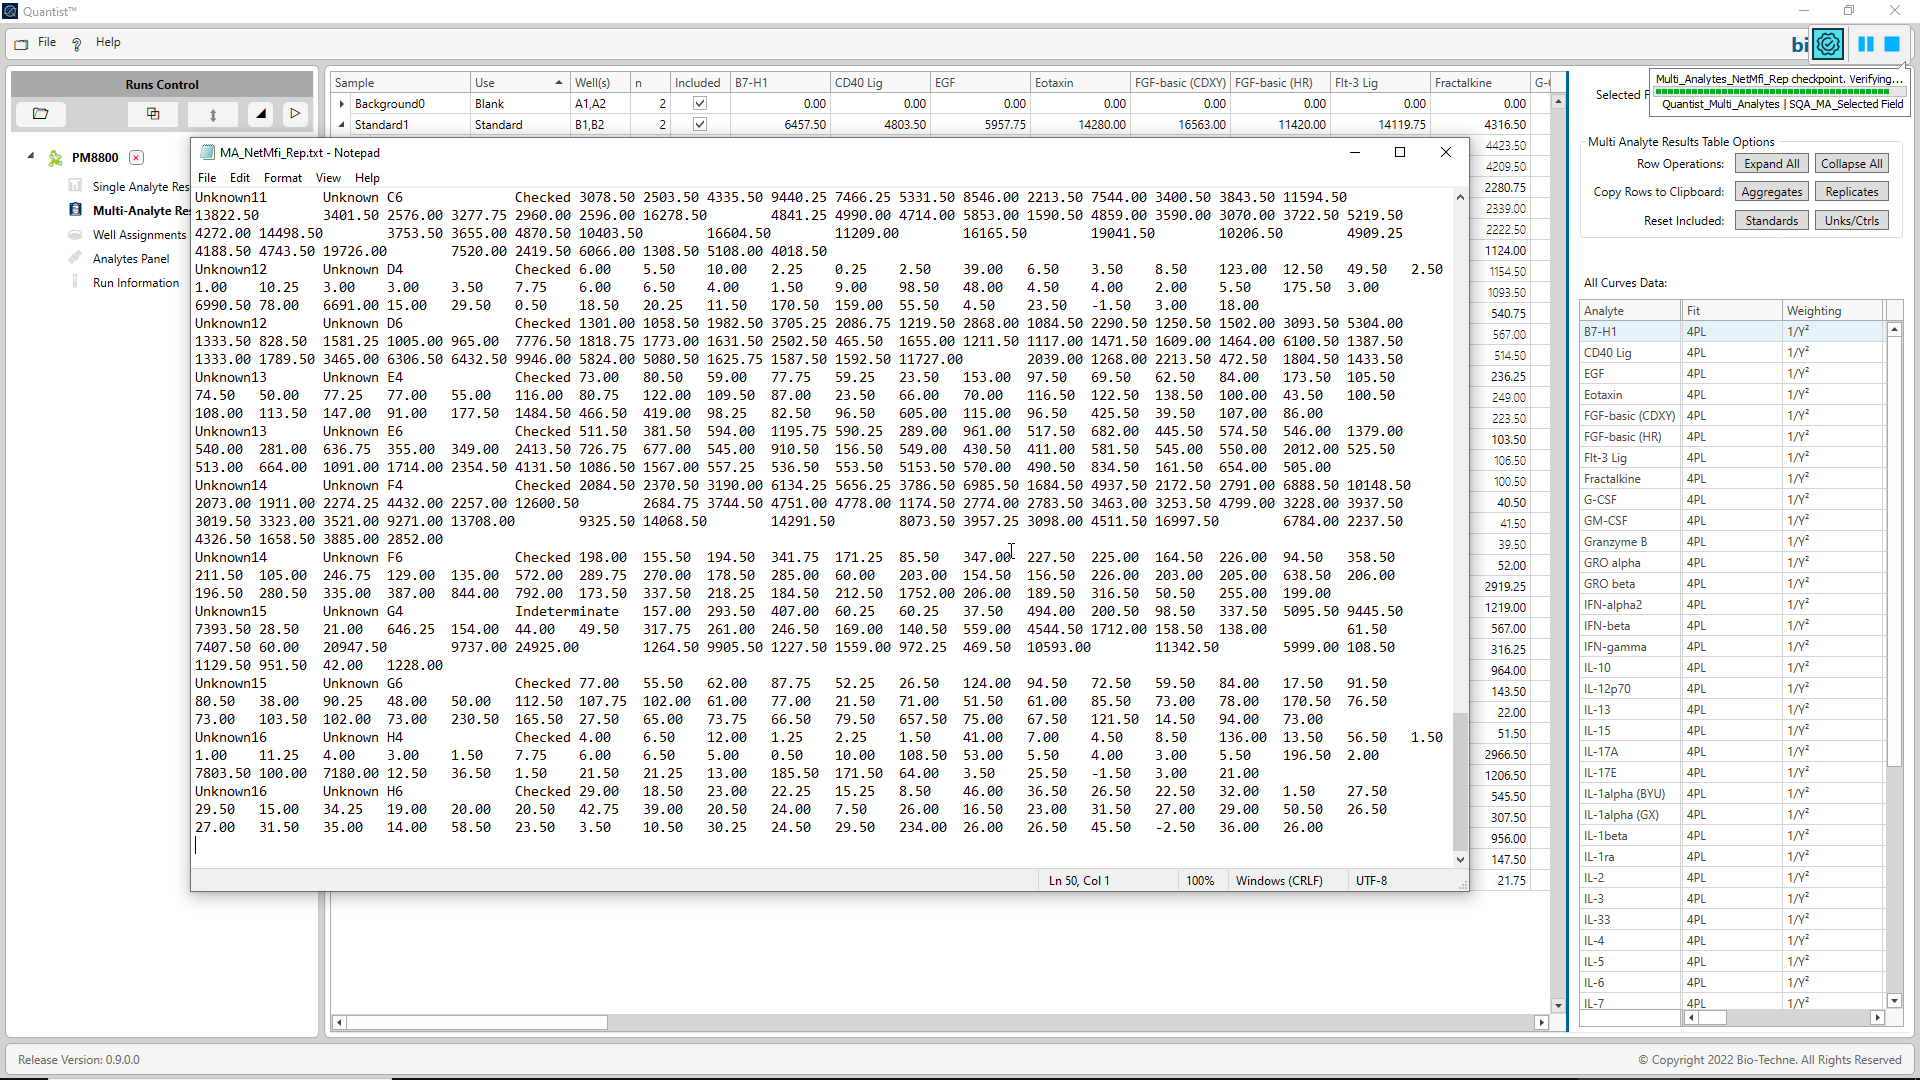 Quantist™
File Help
bi
Multi_Analytes_NetMfi_Rep checkpoint. Verifying...
Quantist_Multi_Analytes | SQA_MA_Selected Field
Runs Control
PM8800
Single Analyte Res
Multi-Analyte Re
Well Assignments
Analytes Panel
Run Information
Sample Use Well(s) n Included B7-H1 CD40 Lig EGF Eotaxin FGF-basic (CDXY) FGF-basic (HR) Flt-3 Lig Fractalkine
Background0 Blank A1,A2 2 0.00 0.00 0.00 0.00 0.00 0.00 0.00 0.00
Standard1 Standard B1,B2 2 6457.50 4803.50 5957.75 14280.00 16563.00 11420.00 14119.75 4316.50
MA_NetMfi_Rep.txt - Notepad
File Edit Format View Help
Unknown11 Unknown C6 Checked 3078.50 2503.50 4335.50 9440.25 7466.25 5331.50 8546.00 2213.50 7544.00 3400.50 3843.50 11594.50
13822.50 3401.50 2576.00 3277.75 2960.00 2596.00 16278.50 4841.25 4990.00 4714.00 5853.00 1590.50 4859.00 3590.00 3070.00 3722.50 5219.50
4272.00 14498.50 3753.50 3655.00 4870.50 10403.50 16604.50 11209.00 16165.50 19041.50 10206.50 4909.25
4188.50 4743.50 19726.00 7520.00 2419.50 6066.00 1308.50 5108.00 4018.50
Unknown12 Unknown D4 Checked 6.00 5.50 10.00 2.25 0.25 2.50 39.00 6.50 3.50 8.50 123.00 12.50 49.50 2.50
1.00 10.25 3.00 3.00 3.50 7.75 6.00 6.50 4.00 1.50 9.00 98.50 48.00 4.50 4.00 2.00 5.50 175.50 3.00
6990.50 78.00 6691.00 15.00 29.50 0.50 18.50 20.25 11.50 170.50 159.00 55.50 4.50 23.50 -1.50 3.00 18.00
Unknown12 Unknown D6 Checked 1301.00 1058.50 1982.50 3705.25 2086.75 1219.50 2868.00 1084.50 2290.50 1250.50 1502.00 3093.50 5304.00
1333.50 828.50 1581.25 1005.00 965.00 7776.50 1818.75 1773.00 1631.50 2502.50 465.50 1655.00 1211.50 1117.00 1471.50 1609.00 1464.00 6100.50 1387.50
1333.00 1789.50 3465.00 6306.50 6432.50 9946.00 5824.00 5080.50 1625.75 1587.50 1592.50 11727.00 2039.00 1268.00 2213.50 472.50 1804.50 1433.50
Unknown13 Unknown E4 Checked 73.00 80.50 59.00 77.75 59.25 23.50 153.00 97.50 69.50 62.50 84.00 173.50 105.50
74.50 50.00 77.25 77.00 55.00 116.00 80.75 122.00 109.50 87.00 23.50 66.00 70.00 116.50 122.50 138.50 100.00 43.50 100.50
108.00 113.50 147.00 91.00 177.50 1484.50 466.50 419.00 98.25 82.50 96.50 605.00 115.00 96.50 425.50 39.50 107.00 86.00
Unknown13 Unknown E6 Checked 511.50 381.50 594.00 1195.75 590.25 289.00 961.00 517.50 682.00 445.50 574.50 546.00 1379.00
540.00 281.00 636.75 355.00 349.00 2413.50 726.75 677.00 545.00 910.50 156.50 549.00 430.50 411.00 581.50 545.00 550.00 2012.00 525.50
513.00 664.00 1091.00 1714.00 2354.50 4131.50 1086.50 1567.00 557.25 536.50 553.50 5153.50 570.00 490.50 834.50 161.50 654.00 505.00
Unknown14 Unknown F4 Checked 2084.50 2370.50 3190.00 6134.25 5656.25 3786.50 6985.50 1684.50 4937.50 2172.50 2791.00 6888.50 10148.50
2073.00 1911.00 2274.25 4432.00 2257.00 12600.50 2684.75 3744.50 4751.00 4778.00 1174.50 2774.00 2783.50 3463.00 3253.50 4799.00 3228.00 3937.50
3019.50 3323.00 3521.00 9271.00 13708.00 9325.50 14068.50 14291.50 8073.50 3957.25 3098.00 4511.50 16997.50 6784.00 2237.50
4326.50 1658.50 3885.00 2852.00
Unknown14 Unknown F6 Checked 198.00 155.50 194.50 341.75 171.25 85.50 347.00 227.50 225.00 164.50 226.00 94.50 358.50
211.50 105.00 246.75 129.00 135.00 572.00 289.75 270.00 178.50 285.00 60.00 203.00 154.50 156.50 226.00 203.00 205.00 638.50 206.00
196.50 280.50 335.00 387.00 844.00 792.00 173.50 337.50 218.25 184.50 212.50 1752.00 206.00 189.50 316.50 50.50 255.00 199.00
Unknown15 Unknown G4 Indeterminate 157.00 293.50 407.00 60.25 60.25 37.50 494.00 200.50 98.50 337.50 5095.50 9445.50
7393.50 28.50 21.00 646.25 154.00 44.00 49.50 317.75 261.00 246.50 169.00 140.50 559.00 4544.50 1712.00 158.50 138.00 61.50
7407.50 60.00 20947.50 9737.00 24925.00 1264.50 9905.50 1227.50 1559.00 972.25 469.50 10593.00 11342.50 5999.00 108.50
1129.50 951.50 42.00 1228.00
Unknown15 Unknown G6 Checked 77.00 55.50 62.00 87.75 52.25 26.50 124.00 94.50 72.50 59.50 84.00 17.50 91.50
80.50 38.00 90.25 48.00 50.00 112.50 107.75 102.00 61.00 77.00 21.50 71.00 51.50 61.00 85.50 73.00 78.00 170.50 76.50
73.00 103.50 102.00 73.00 230.50 165.50 27.50 65.00 73.75 66.50 79.50 657.50 75.00 67.50 121.50 14.50 94.00 73.00
Unknown16 Unknown H4 Checked 4.00 6.50 12.00 1.25 2.25 1.50 41.00 7.00 4.50 8.50 136.00 13.50 56.50 1.50
1.00 11.25 4.00 3.00 1.50 7.75 6.00 6.50 5.00 0.50 10.00 108.50 53.00 5.50 4.00 3.00 5.50 196.50 2.00
7803.50 100.00 7180.00 12.50 36.50 1.50 21.50 21.25 13.00 185.50 171.50 64.00 3.50 25.50 -1.50 3.00 21.00
Unknown16 Unknown H6 Checked 29.00 18.50 23.00 22.25 15.25 8.50 46.00 36.50 26.50 22.50 32.00 1.50 27.50
29.50 15.00 34.25 19.00 20.00 20.50 42.75 39.00 20.50 24.00 7.50 26.00 16.50 23.00 31.50 27.00 29.00 50.50 26.50
27.00 31.50 35.00 14.00 58.50 23.50 3.50 10.50 30.25 24.50 29.50 234.00 26.00 26.50 45.50 -2.50 36.00 26.00
Ln 50, Col 1 100% Windows (CRLF) UTF-8
4423.50
4209.50
2280.75
2339.00
2222.50
1124.00
1154.50
1093.50
540.75
567.00
514.50
236.25
249.00
223.50
103.50
106.50
100.50
40.50
41.50
39.50
52.00
2919.25
1219.00
567.00
316.25
964.00
143.50
22.00
51.50
2966.50
1206.50
545.50
307.50
956.00
147.50
21.75
Selected F
Multi Analyte Results Table Options
Row Operations: Expand All Collapse All
Copy Rows to Clipboard: Aggregates Replicates
Reset Included: Standards Unks/Ctrls
All Curves Data:
Analyte Fit Weighting
B7-H1 4PL 1/Y²
CD40 Lig 4PL 1/Y²
EGF 4PL 1/Y²
Eotaxin 4PL 1/Y²
FGF-basic (CDXY) 4PL 1/Y²
FGF-basic (HR) 4PL 1/Y²
Flt-3 Lig 4PL 1/Y²
Fractalkine 4PL 1/Y²
G-CSF 4PL 1/Y²
GM-CSF 4PL 1/Y²
Granzyme B 4PL 1/Y²
GRO alpha 4PL 1/Y²
GRO beta 4PL 1/Y²
IFN-alpha2 4PL 1/Y²
IFN-beta 4PL 1/Y²
IFN-gamma 4PL 1/Y²
IL-10 4PL 1/Y²
IL-12p70 4PL 1/Y²
IL-13 4PL 1/Y²
IL-15 4PL 1/Y²
IL-17A 4PL 1/Y²
IL-17E 4PL 1/Y²
IL-1alpha (BYU) 4PL 1/Y²
IL-1alpha (GX) 4PL 1/Y²
IL-1beta 4PL 1/Y²
IL-1ra 4PL 1/Y²
IL-2 4PL 1/Y²
IL-3 4PL 1/Y²
IL-33 4PL 1/Y²
IL-4 4PL 1/Y²
IL-5 4PL 1/Y²
IL-6 4PL 1/Y²
IL-7 4PL 1/Y²
Release Version: 0.9.0.0
© Copyright 2022 Bio-Techne. All Rights Reserved